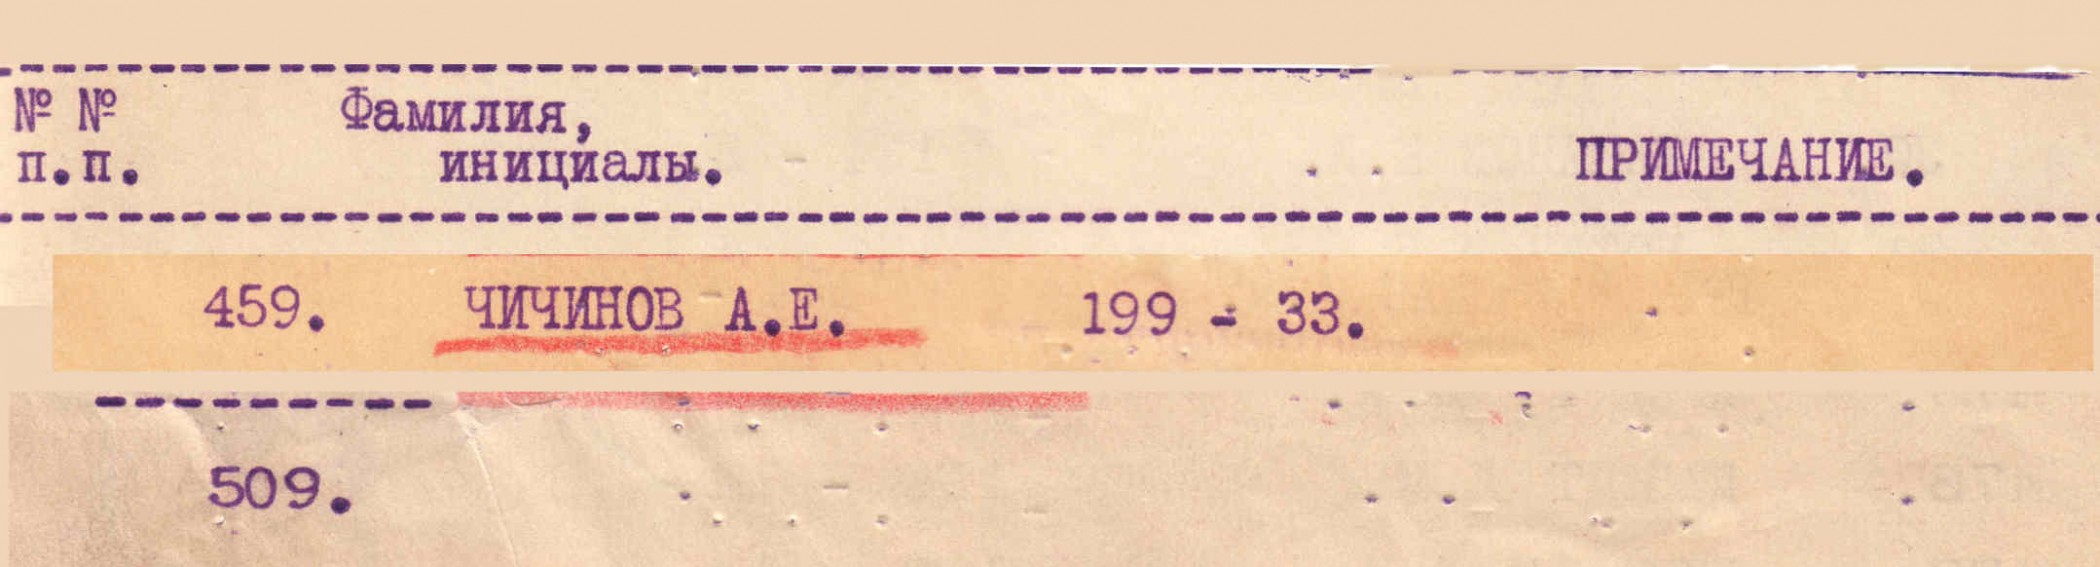 № № Фамилия,
п.п. инициалы. ПРИМЕЧАНИЕ.
459. ЧИЧИНОВ А.Е. 199 - 33.
509.